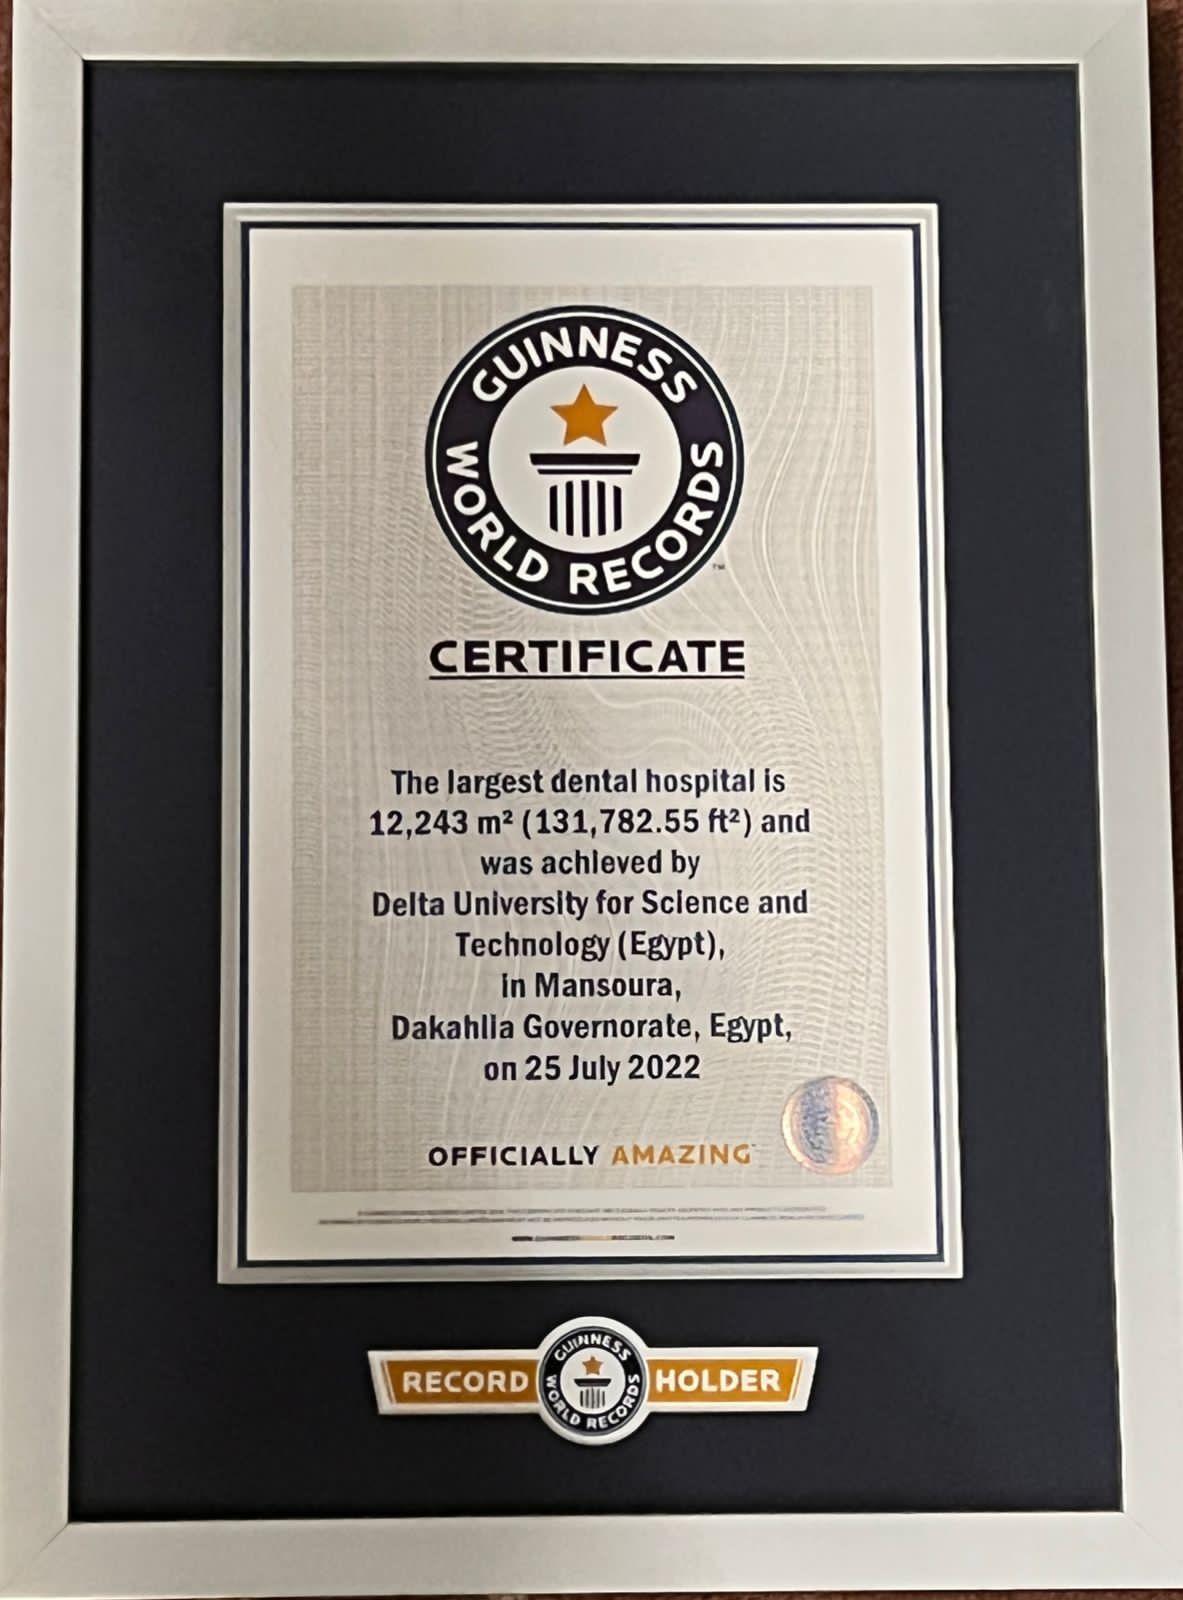 GUINNESS
WORLD RECORDS
™
CERTIFICATE
The largest dental hospital is
12,243 m² (131,782.55 ft²) and
was achieved by
Delta University for Science and
Technology (Egypt),
in Mansoura,
Dakahlia Governorate, Egypt,
on 25 July 2022
OFFICIALLY AMAZING
RECORD
GUINNESS
WORLD RECORDS
HOLDER